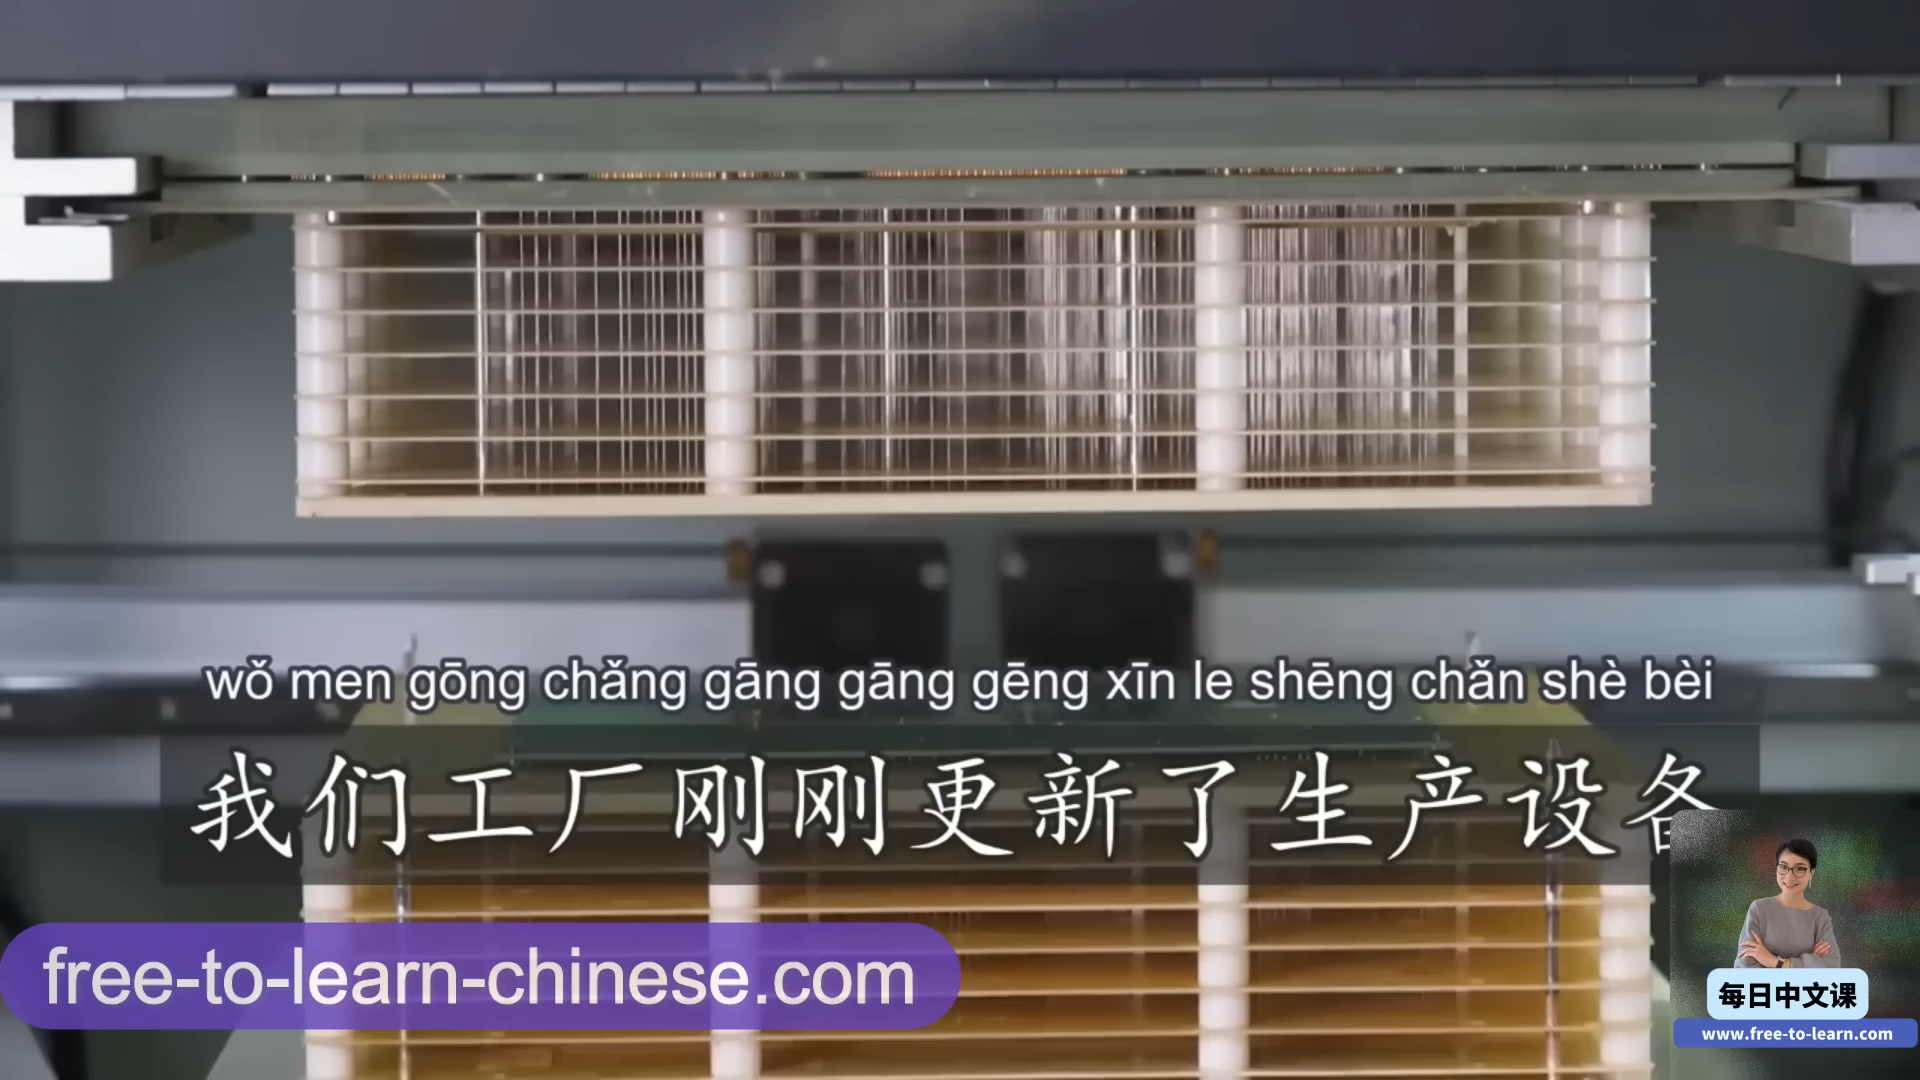 wǒ men gōng chǎng gāng gāng gēng xīn le shēng chǎn shè bèi
我们工厂刚刚更新了生产设备
free-to-learn-chinese.com
每日中文课
www.free-to-learn.com